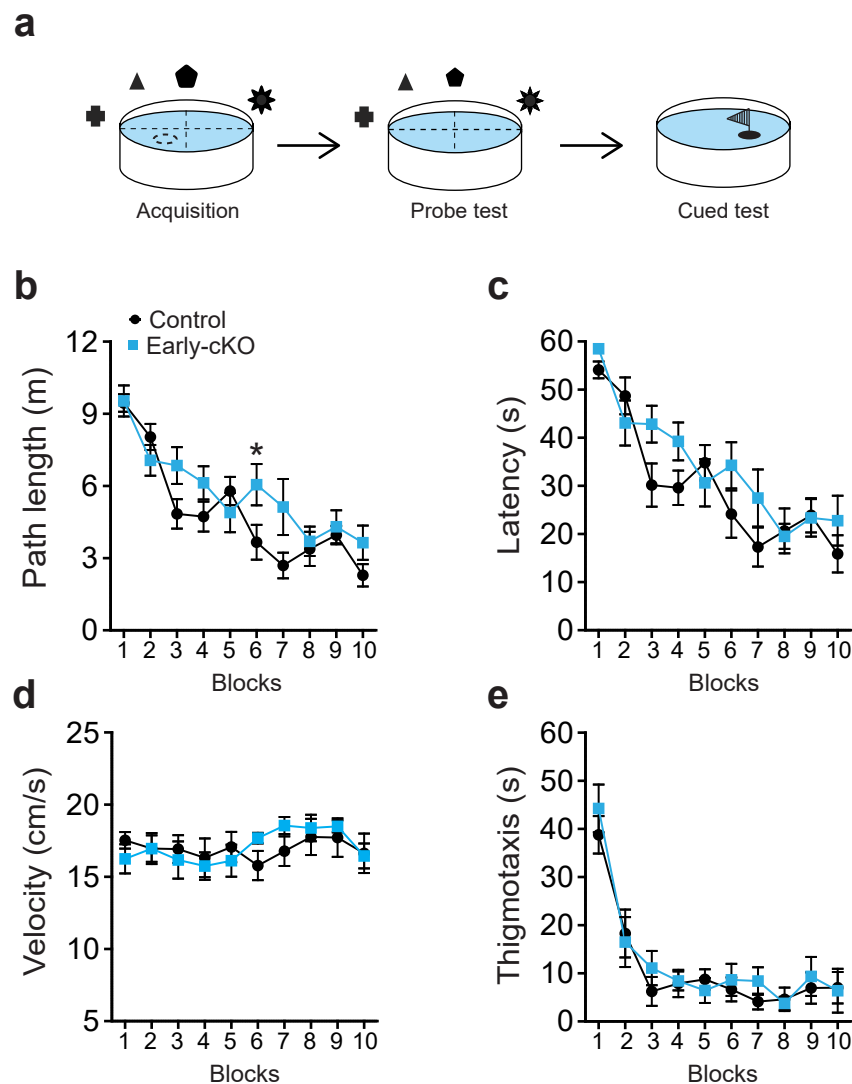 a
Acquisition
Probe test
Cued test
b
Control
Early-cKO
Path length (m)
12
9
6
3
0
*
1 2 3 4 5 6 7 8 9 10
Blocks
c
Latency (s)
60
50
40
30
20
10
0
1 2 3 4 5 6 7 8 9 10
Blocks
d
Velocity (cm/s)
25
20
15
10
5
1 2 3 4 5 6 7 8 9 10
Blocks
e
Thigmotaxis (s)
60
50
40
30
20
10
0
1 2 3 4 5 6 7 8 9 10
Blocks